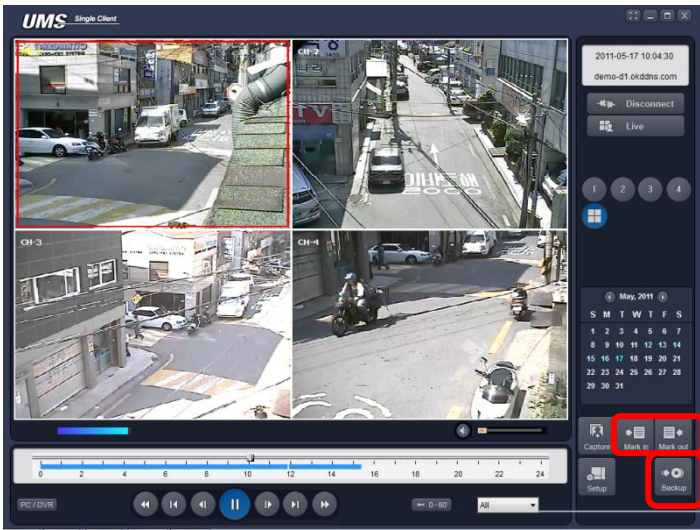 UMS Single Client
2011-05-17 10:04:30
demo-d1.okddns.com
Disconnect
Live
1 2 3 4
CH-2
TV
CH-3
CH-4
May, 2011
S M T W T F S
1 2 3 4 5 6 7
8 9 10 11 12 13 14
15 16 17 18 19 20 21
22 23 24 25 26 27 28
29 30 31
Capture Mark in Mark out
Setup Backup
0 2 4 6 8 10 12 14 16 18 20 22 24
PC / DVR
0 - 60
All